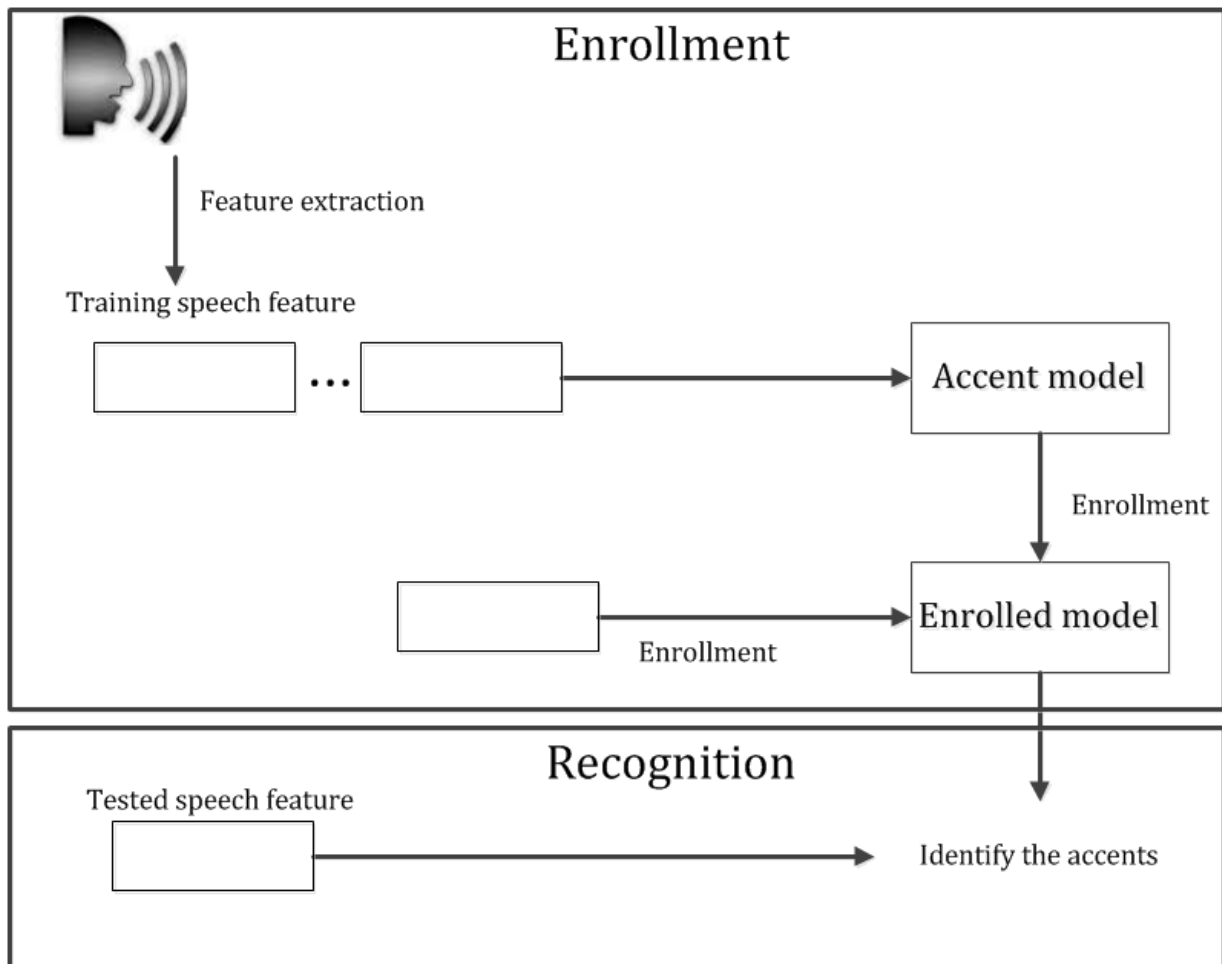 Enrollment
Feature extraction
Training speech feature
...
Accent model
Enrollment
Enrolled model
Enrollment
Recognition
Tested speech feature
Identify the accents